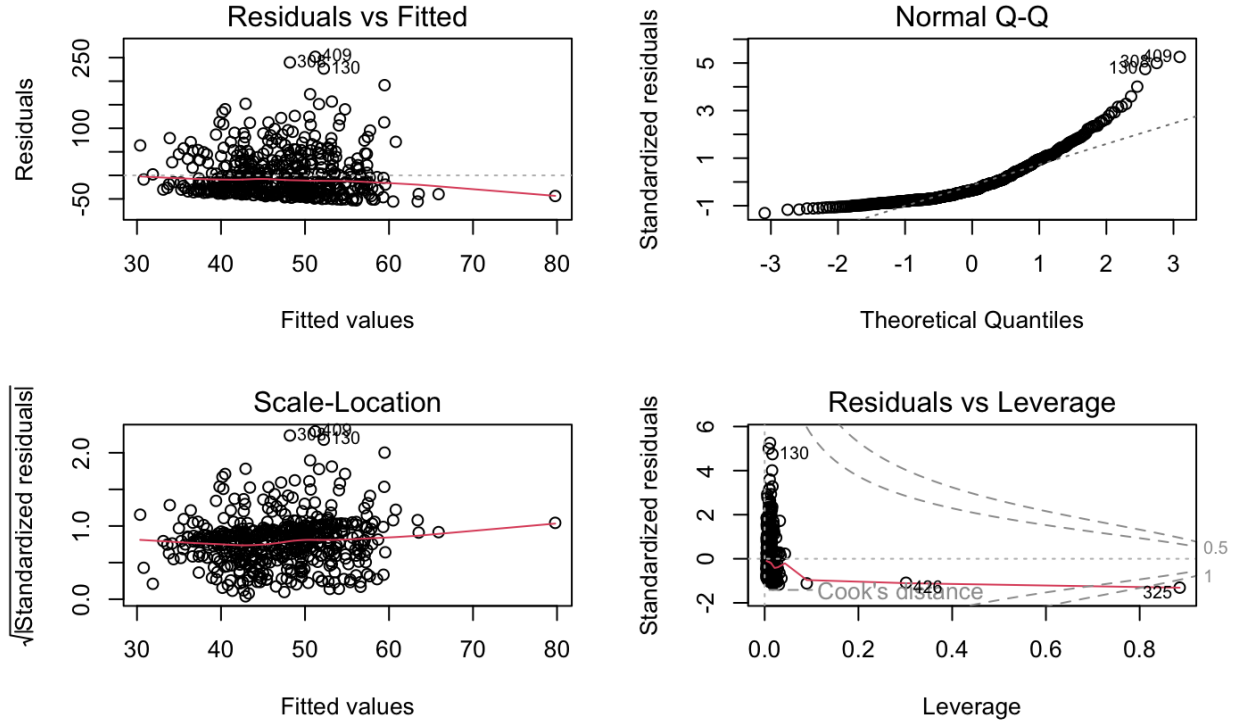 Residuals vs Fitted
Residuals
250
100
-50
409
130
30 40 50 60 70 80
Fitted values
Normal Q-Q
Standardized residuals
5
3
1
-1
409
130
-3 -2 -1 0 1 2 3
Theoretical Quantiles
Scale-Location
√|Standardized residuals|
2.0
1.0
0.0
409
130
30 40 50 60 70 80
Fitted values
Residuals vs Leverage
Standardized residuals
6
4
2
0
-2
130
426
325
Cook's distance
0.5
1
0.0 0.2 0.4 0.6 0.8
Leverage